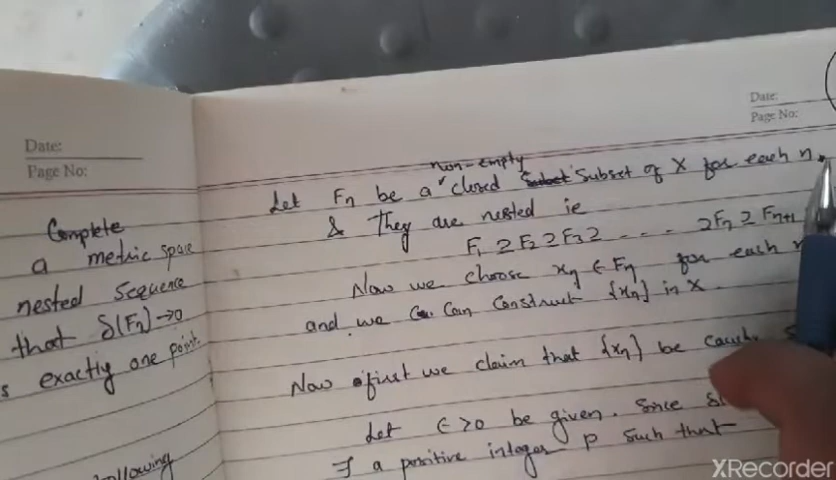 Date:
Page No:
Complete
a metric space
nested sequence
that δ(Fn)→0
s exactly one point.
following
Date:
Page No:
non-empty
Let Fn be a closed Subset of X for each n.
& They are nested ie
F1 ⊇ F2 ⊇ F3 ⊇ . . . . ⊇ Fn ⊇ Fn+1
Now we choose xn ∈ Fn for each n
and we can construct {xn} in X.
Now first we claim that {xn} be cauch
Let ϵ>0 be given. Since
∃ a positive integer p such that
XRecorder